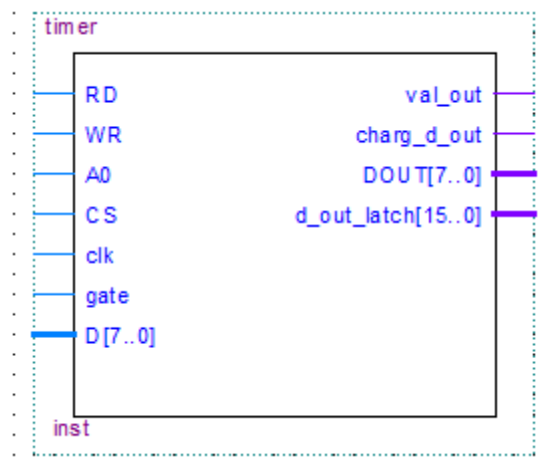 timer
RD val_out
WR charg_d_out
A0 DOUT[7..0]
CS d_out_latch[15..0]
clk
gate
D[7..0]
inst